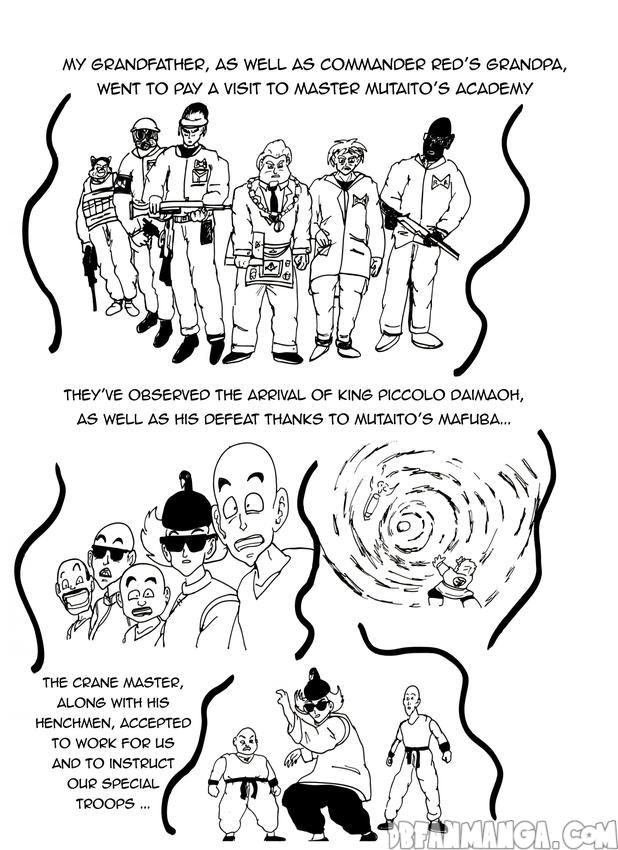 MY GRANDFATHER, AS WELL AS COMMANDER RED'S GRANDPA,
WENT TO PAY A VISIT TO MASTER MUTAITO'S ACADEMY
THEY'VE OBSERVED THE ARRIVAL OF KING PICCOLO DAIMAOH,
AS WELL AS HIS DEFEAT THANKS TO MUTAITO'S MAFUBA...
THE CRANE MASTER,
ALONG WITH HIS
HENCHMEN, ACCEPTED
TO WORK FOR US
AND TO INSTRUCT
OUR SPECIAL
TROOPS ...
DBFANMANGA.COM